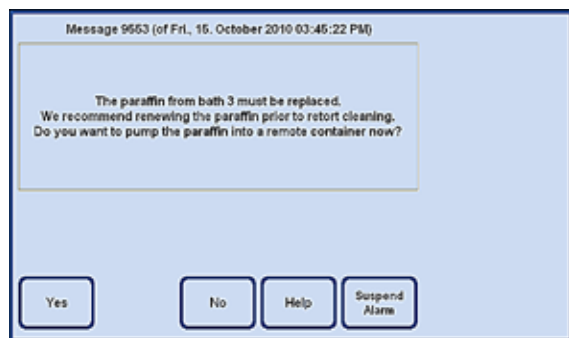 Message 9553 (of Fri., 15. October 2010 03:45:22 PM)
The paraffin from bath 3 must be replaced.
We recommend renewing the paraffin prior to retort cleaning.
Do you want to pump the paraffin into a remote container now?
Yes
No
Help
Suspend
Alarm